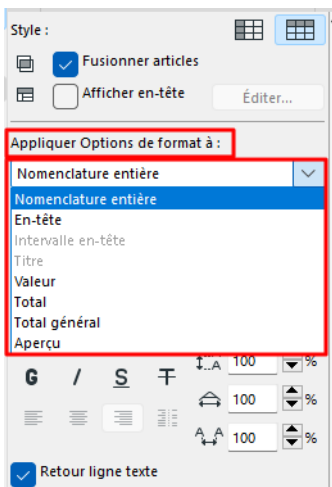 Style :
Fusionner articles
Afficher en-tête
Éditer...
Appliquer Options de format à :
Nomenclature entière
Nomenclature entière
En-tête
Intervalle en-tête
Titre
Valeur
Total
Total général
Aperçu
A 100 %
G I S T
100 %
A A 100 %
Retour ligne texte